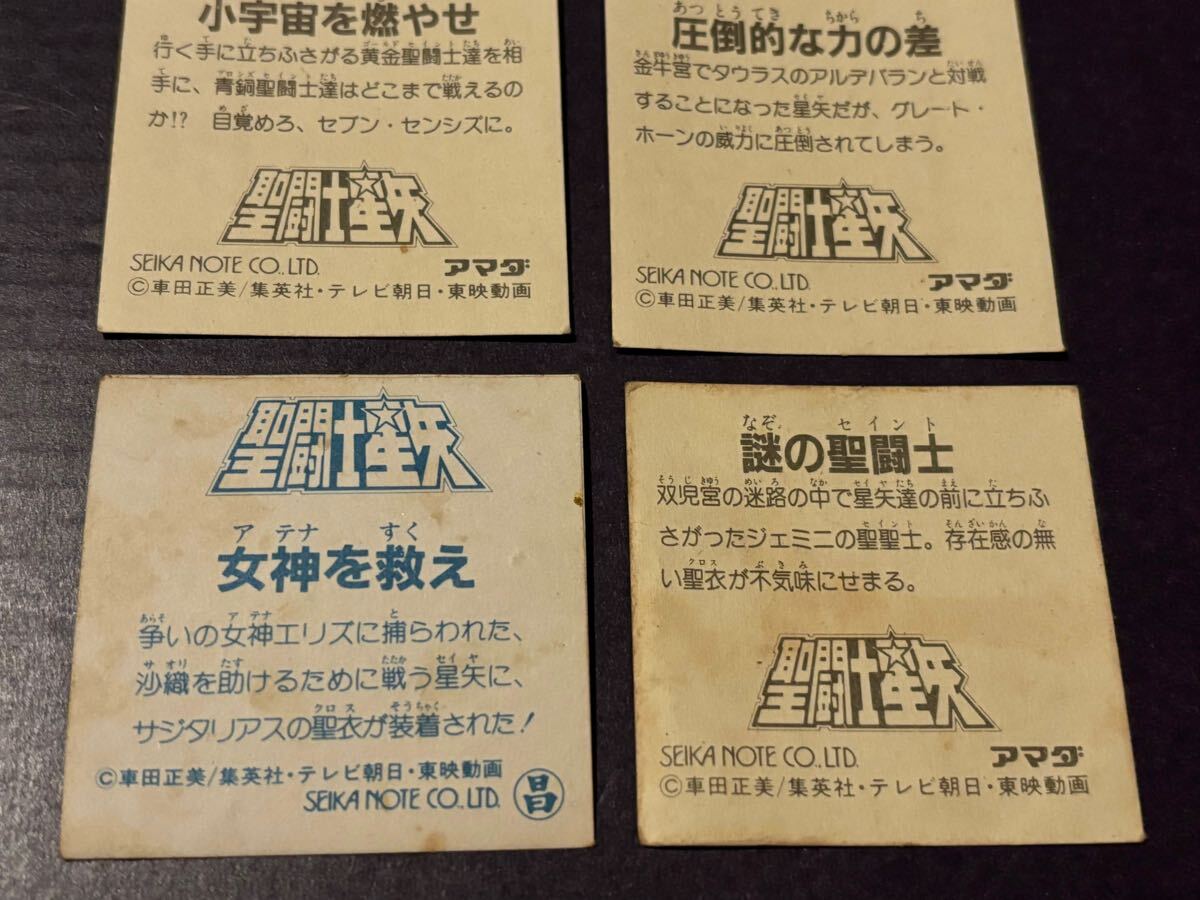 小宇宙を燃やせ
行く手に立ちふさがる黄金聖闘士達を相
手に、青銅聖闘士達はどこまで戦えるの
か!? 目覚めろ、セブン・センシズに。
聖闘士星矢
SEIKA NOTE CO.,LTD. アマダ
©車田正美/集英社・テレビ朝日・東映動画
圧倒的な力の差
金牛宮でタウラスのアルデバランと対戦
することになった星矢だが、グレート・
ホーンの威力に圧倒されてしまう。
聖闘士星矢
SEIKA NOTE CO.,LTD. アマダ
©車田正美/集英社・テレビ朝日・東映動画
聖闘士星矢
女神を救え
争いの女神エリズに捕らわれた、
沙織を助けるために戦う星矢に、
サジタリアスの聖衣が装着された!
©車田正美/集英社・テレビ朝日・東映動画
SEIKA NOTE CO.,LTD. 昌
謎の聖闘士
双児宮の迷路の中で星矢達の前に立ちふ
さがったジェミニの聖聖士。存在感の無
い聖衣が不気味にせまる。
聖闘士星矢
SEIKA NOTE CO.,LTD. アマダ
©車田正美/集英社・テレビ朝日・東映動画